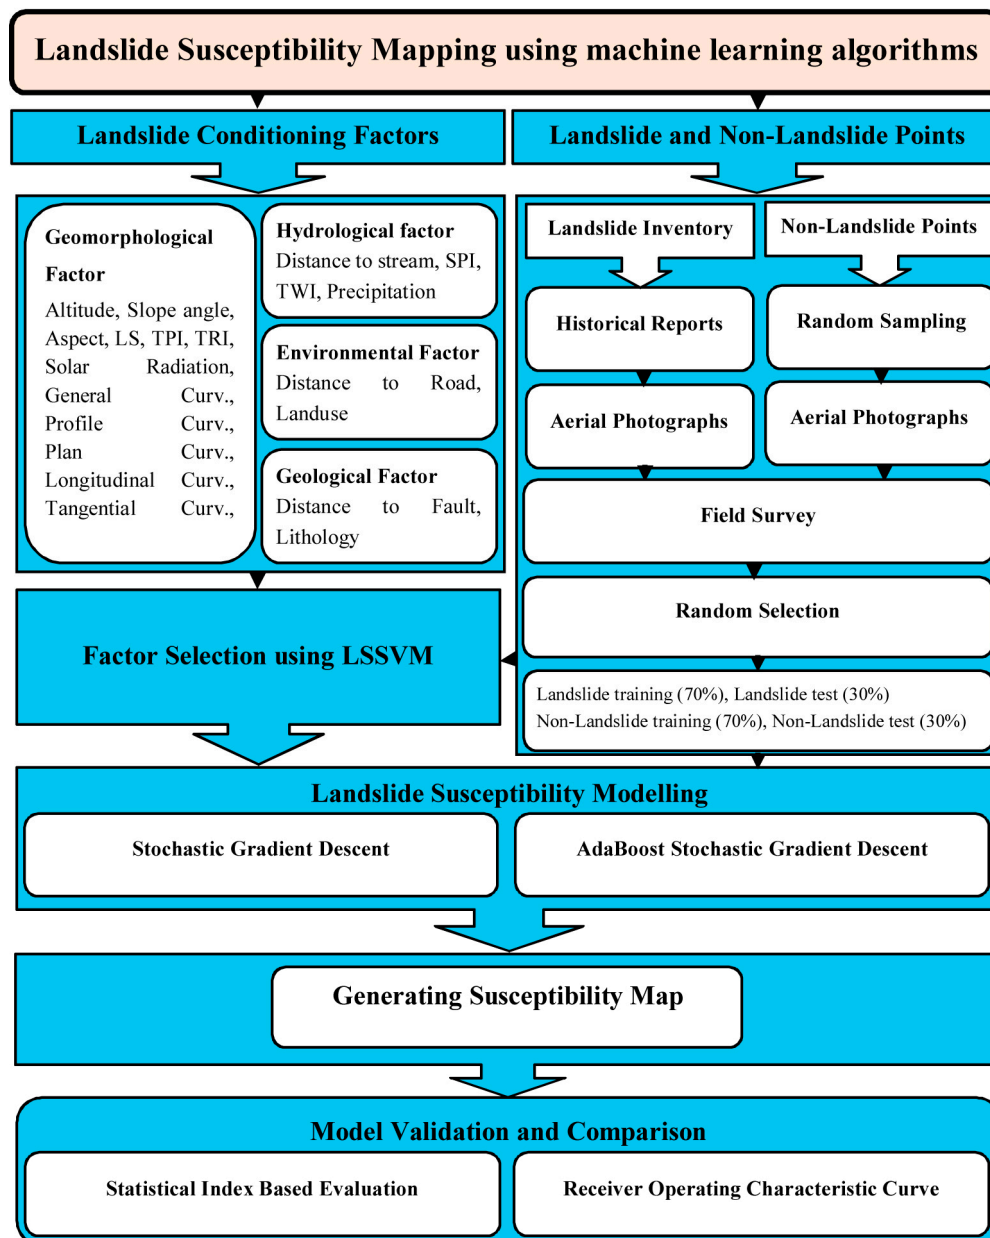 Landslide Susceptibility Mapping using machine learning algorithms
Landslide Conditioning Factors
Geomorphological
Factor
Altitude, Slope angle,
Aspect, LS, TPI, TRI,
Solar Radiation,
General Curv.,
Profile Curv.,
Plan Curv.,
Longitudinal Curv.,
Tangential Curv.,
Hydrological factor
Distance to stream, SPI,
TWI, Precipitation
Environmental Factor
Distance to Road,
Landuse
Geological Factor
Distance to Fault,
Lithology
Landslide and Non-Landslide Points
Landslide Inventory
Non-Landslide Points
Historical Reports
Random Sampling
Aerial Photographs
Aerial Photographs
Field Survey
Random Selection
Landslide training (70%), Landslide test (30%)
Non-Landslide training (70%), Non-Landslide test (30%)
Factor Selection using LSSVM
Landslide Susceptibility Modelling
Stochastic Gradient Descent
AdaBoost Stochastic Gradient Descent
Generating Susceptibility Map
Model Validation and Comparison
Statistical Index Based Evaluation
Receiver Operating Characteristic Curve